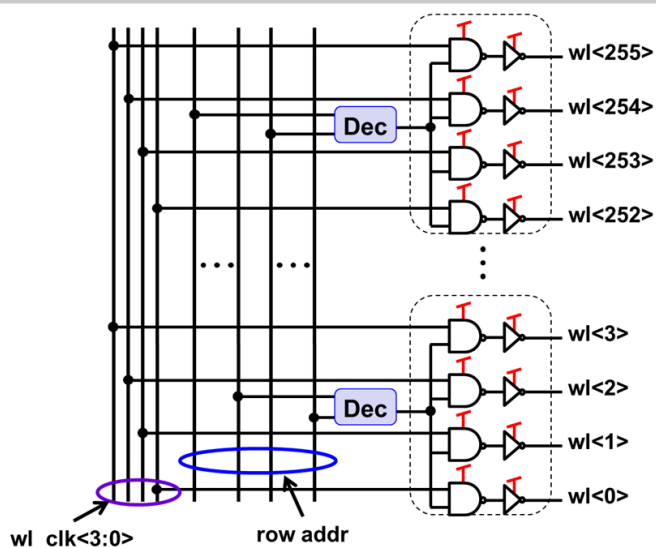 wl<255>
wl<254>
Dec
wl<253>
wl<252>
wl<3>
wl<2>
Dec
wl<1>
wl<0>
row addr
wl clk<3:0>